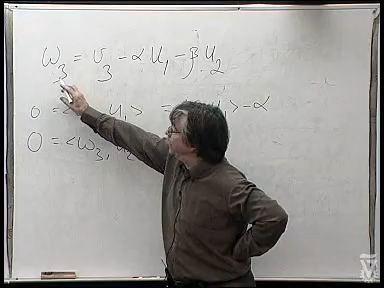 w₃ = v₃ - αu₁ - βu₂
0 = < u₁> = u₁> - α
0 = <w₃, u₂